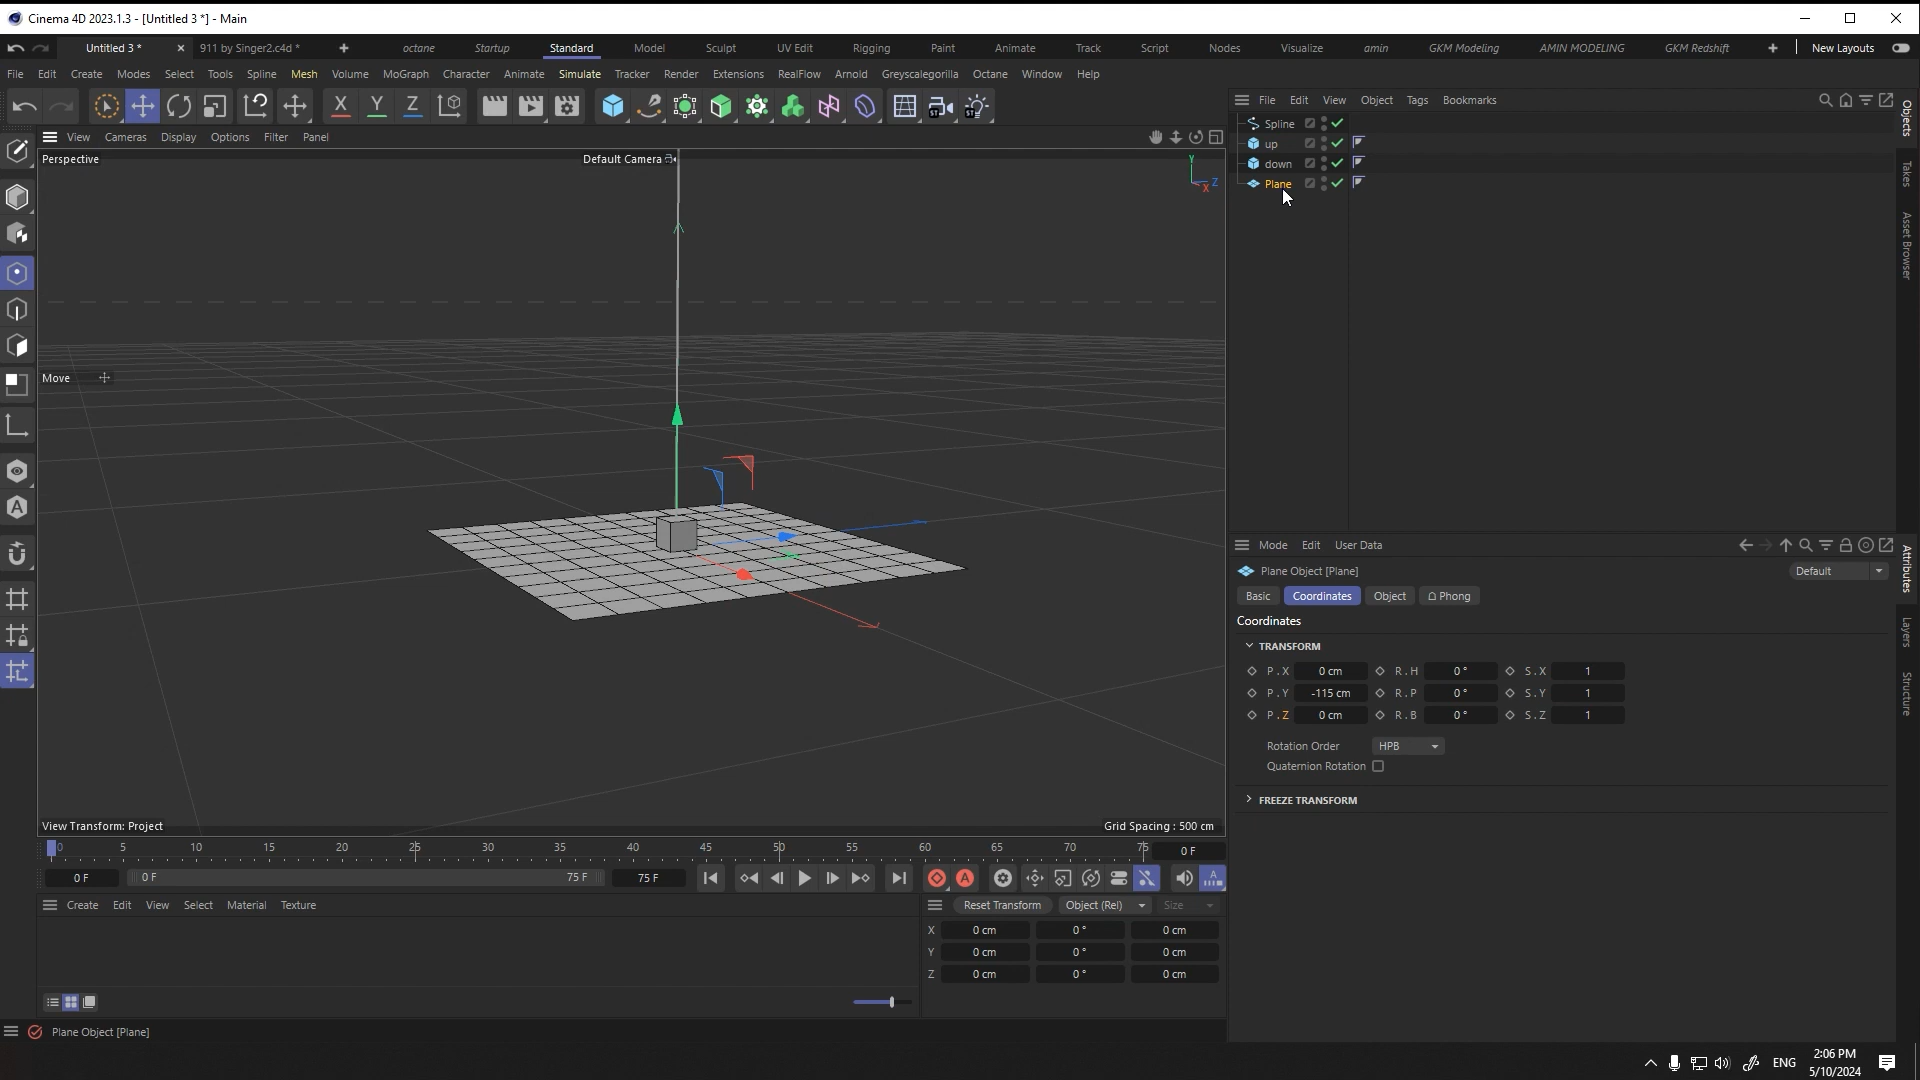 Cinema 4D 2023.1.3 - [Untitled 3 *] - Main
Untitled 3 * 911 by Singer2.c4d * octane Startup Standard Model Sculpt UV Edit Rigging Paint Animate Track Script Nodes Visualize amin GKM Modeling AMIN MODELING GKM Redshift New Layouts
File Edit Create Modes Select Tools Spline Mesh Volume MoGraph Character Animate Simulate Tracker Render Extensions RealFlow Arnold Greyscalegorilla Octane Window Help
X Y Z
File Edit View Object Tags Bookmarks
View Cameras Display Options Filter Panel
Perspective Default Camera
Y
Z
X
Spline
up
down
Plane
Objects
Takes
Asset Browser
Move
View Transform: Project Grid Spacing : 500 cm
Mode Edit User Data
Plane Object [Plane] Default
Basic Coordinates Object Phong
Coordinates
TRANSFORM
P . X 0 cm R . H 0 ° S . X 1
P . Y -115 cm R . P 0 ° S . Y 1
P . Z 0 cm R . B 0 ° S . Z 1
Rotation Order HPB
Quaternion Rotation
FREEZE TRANSFORM
Attributes
Layers
Structure
0 5 10 15 20 25 30 35 40 45 50 55 60 65 70 75 0 F
0 F 0 F 75 F 75 F
Create Edit View Select Material Texture
Reset Transform Object (Rel) Size
X 0 cm 0 ° 0 cm
Y 0 cm 0 ° 0 cm
Z 0 cm 0 ° 0 cm
Plane Object [Plane]
ENG
2:06 PM
5/10/2024